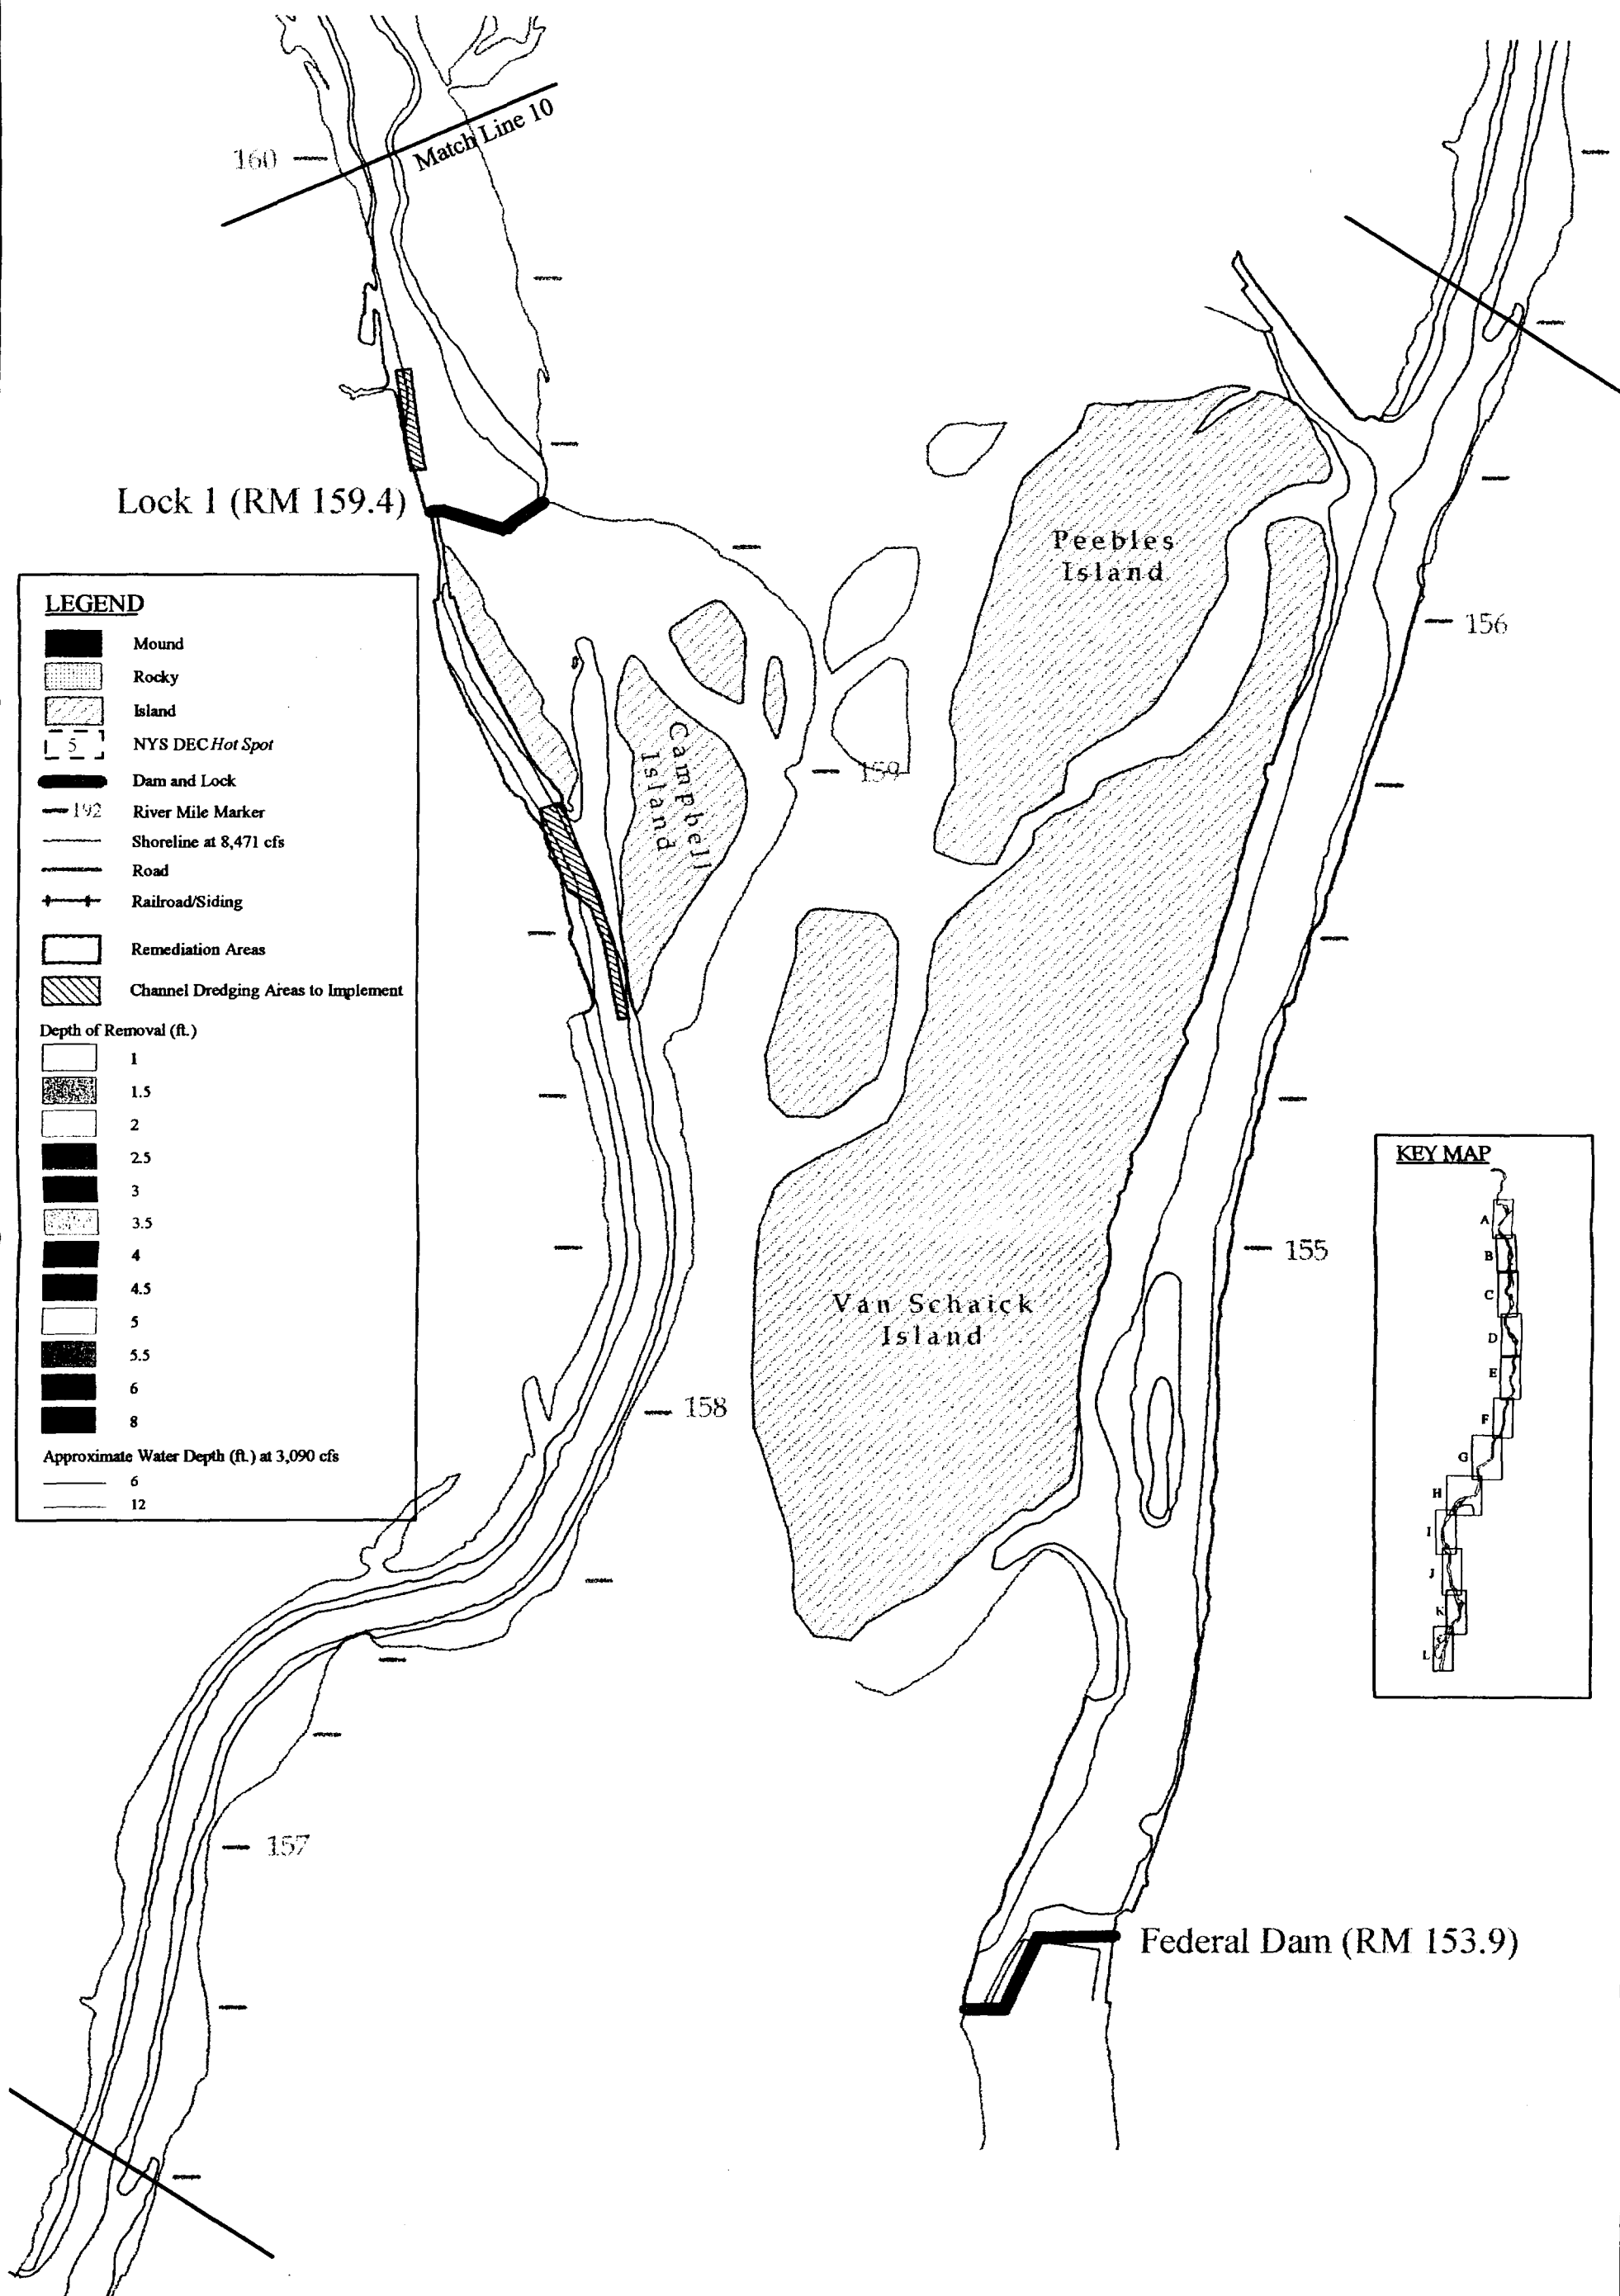 160
Match Line 10
Lock 1 (RM 159.4)
Peebles
Island
156
LEGEND
Mound
Rocky
Island
5
NYS DEC Hot Spot
Dam and Lock
192
River Mile Marker
Shoreline at 8,471 cfs
Road
Railroad/Siding
Remediation Areas
Channel Dredging Areas to Implement
Depth of Removal (ft.)
1
1.5
2
2.5
3
3.5
4
4.5
5
5.5
6
8
Approximate Water Depth (ft.) at 3,090 cfs
6
12
Campbell
Island
159
155
Van Schaick
Island
158
KEY MAP
A
B
C
D
E
F
G
H
I
J
K
L
157
Federal Dam (RM 153.9)